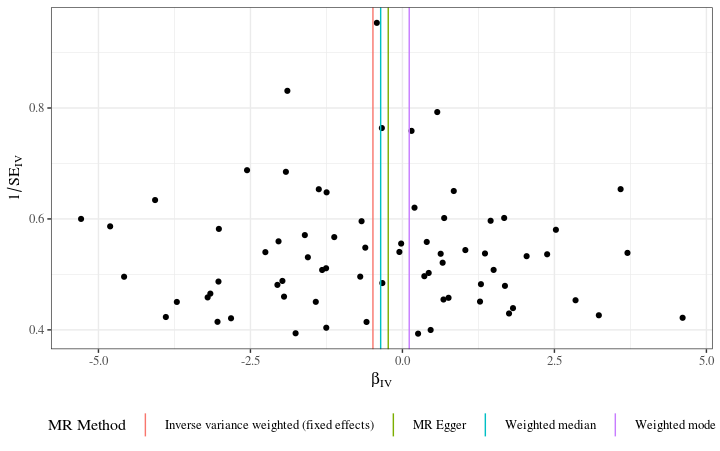 1/SE_IV
0.8
0.6
0.4
-5.0 -2.5 0.0 2.5 5.0
β_IV
MR Method Inverse variance weighted (fixed effects) MR Egger Weighted median Weighted mode